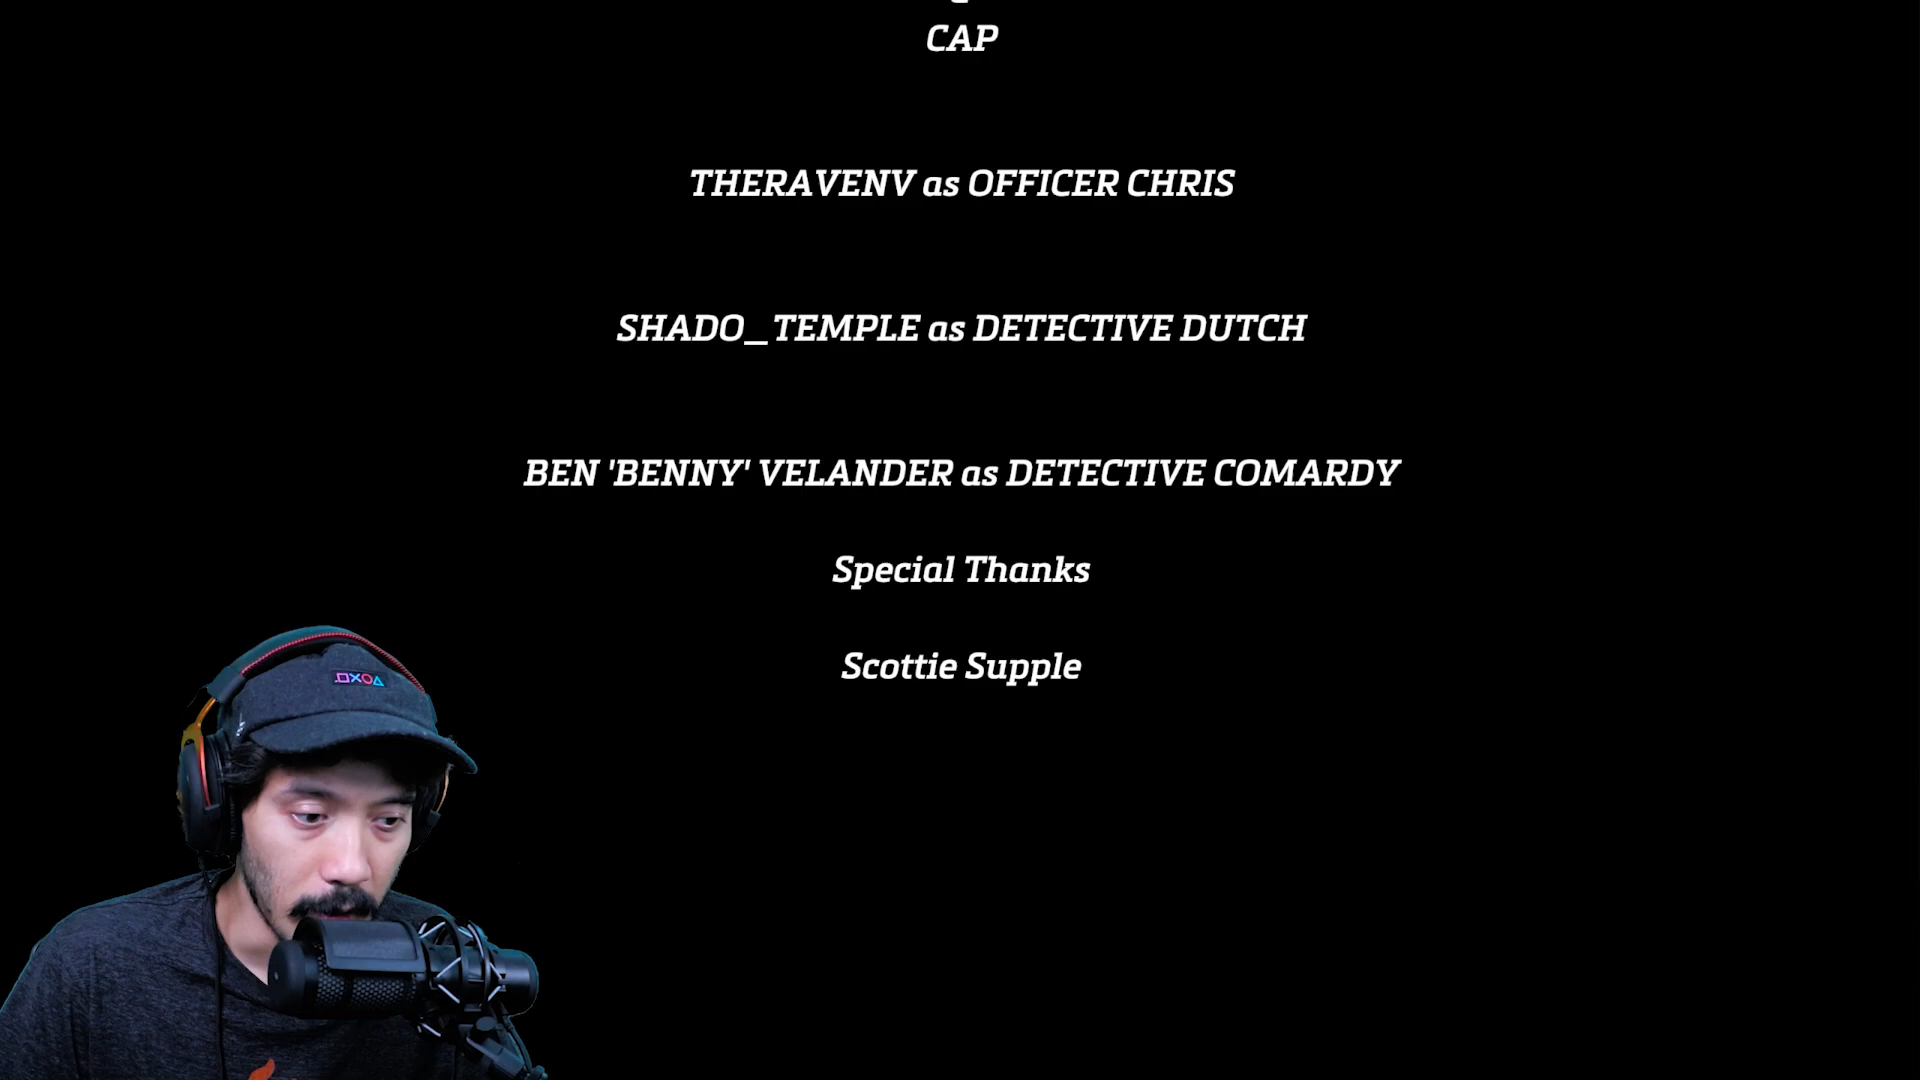 CAP
THERAVENV as OFFICER CHRIS
SHADO_TEMPLE as DETECTIVE DUTCH
BEN 'BENNY' VELANDER as DETECTIVE COMARDY
Special Thanks
Scottie Supple